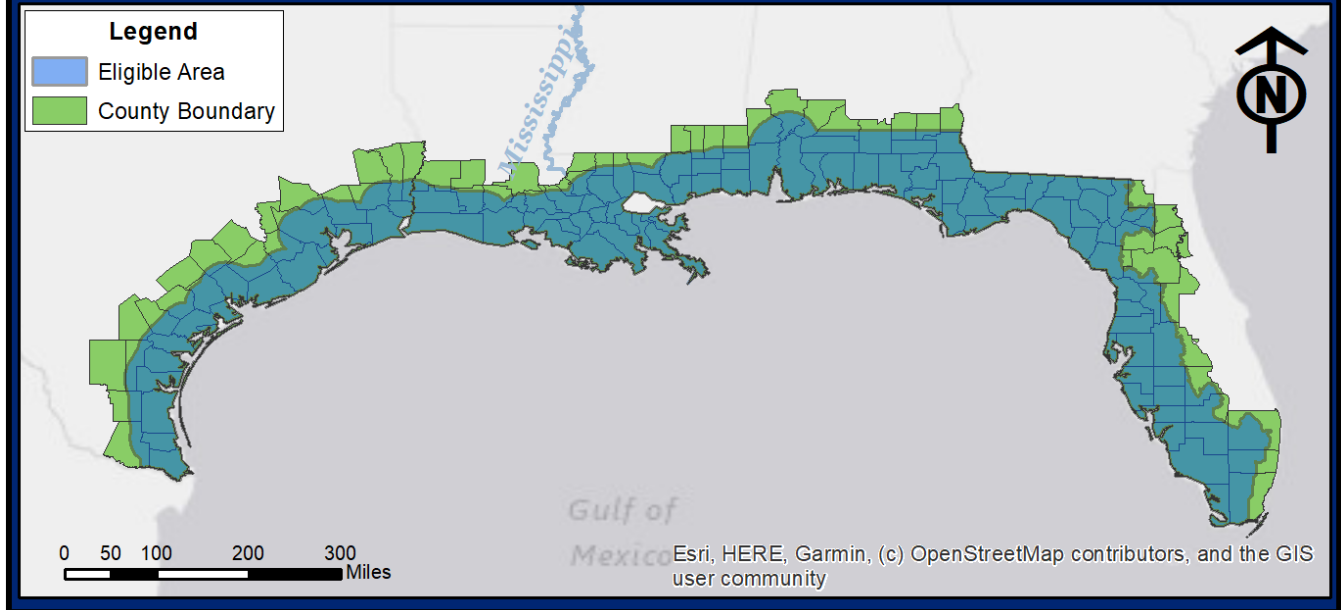 Legend
Eligible Area
County Boundary
Mississippi
N
Gulf of
Mexico
0 50 100 200 300
Miles
Esri, HERE, Garmin, (c) OpenStreetMap contributors, and the GIS
user community